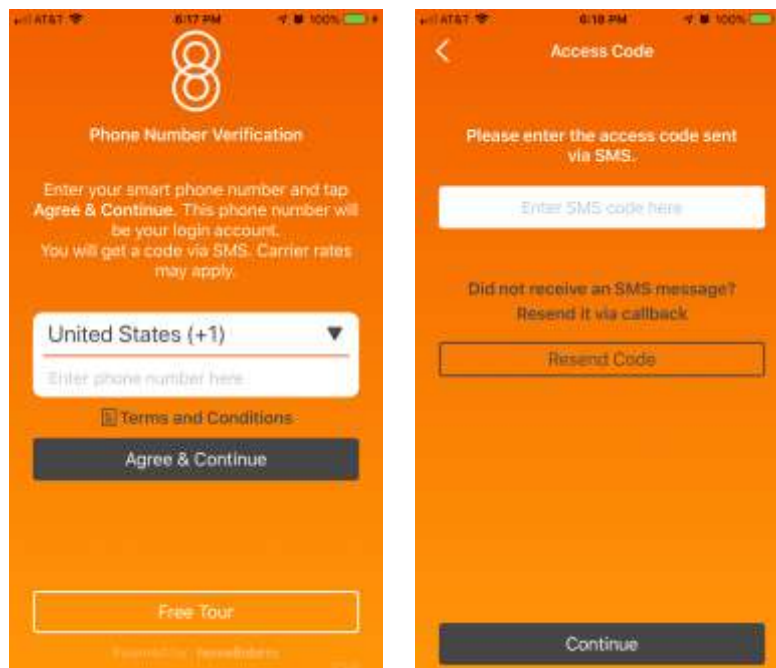 AT&T 6:17 PM 100%
Phone Number Verification
Enter your smart phone number and tap
Agree & Continue. This phone number will
be your login account.
You will get a code via SMS. Carrier rates
may apply.
United States (+1)
Enter phone number here
Terms and Conditions
Agree & Continue
Free Tour
Powered by
AT&T 6:18 PM 100%
Access Code
Please enter the access code sent
via SMS.
Enter SMS code here
Did not receive an SMS message?
Resend it via callback
Resend Code
Continue